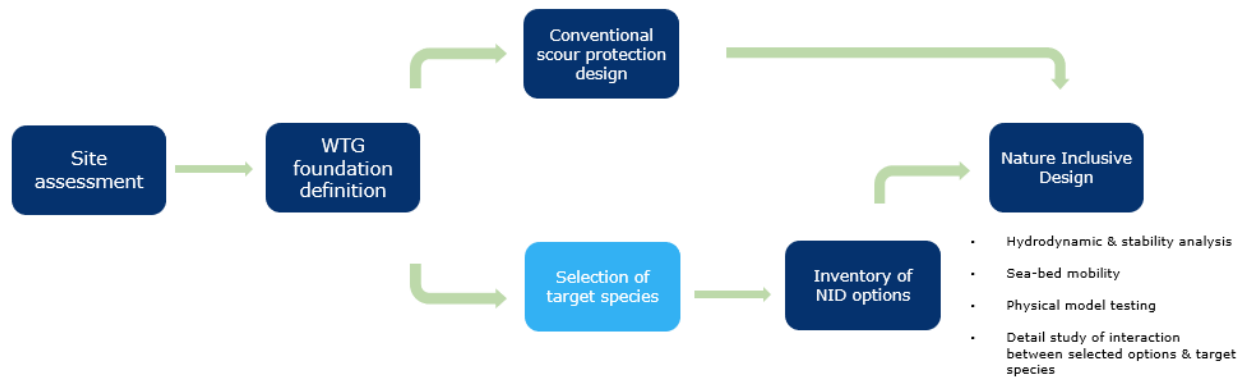 Conventional
scour protection
design
Site
assessment
WTG
foundation
definition
Nature Inclusive
Design
Selection of
target species
Inventory of
NID options
• Hydrodynamic & stability analysis
• Sea-bed mobility
• Physical model testing
• Detail study of interaction
between selected options & target
species